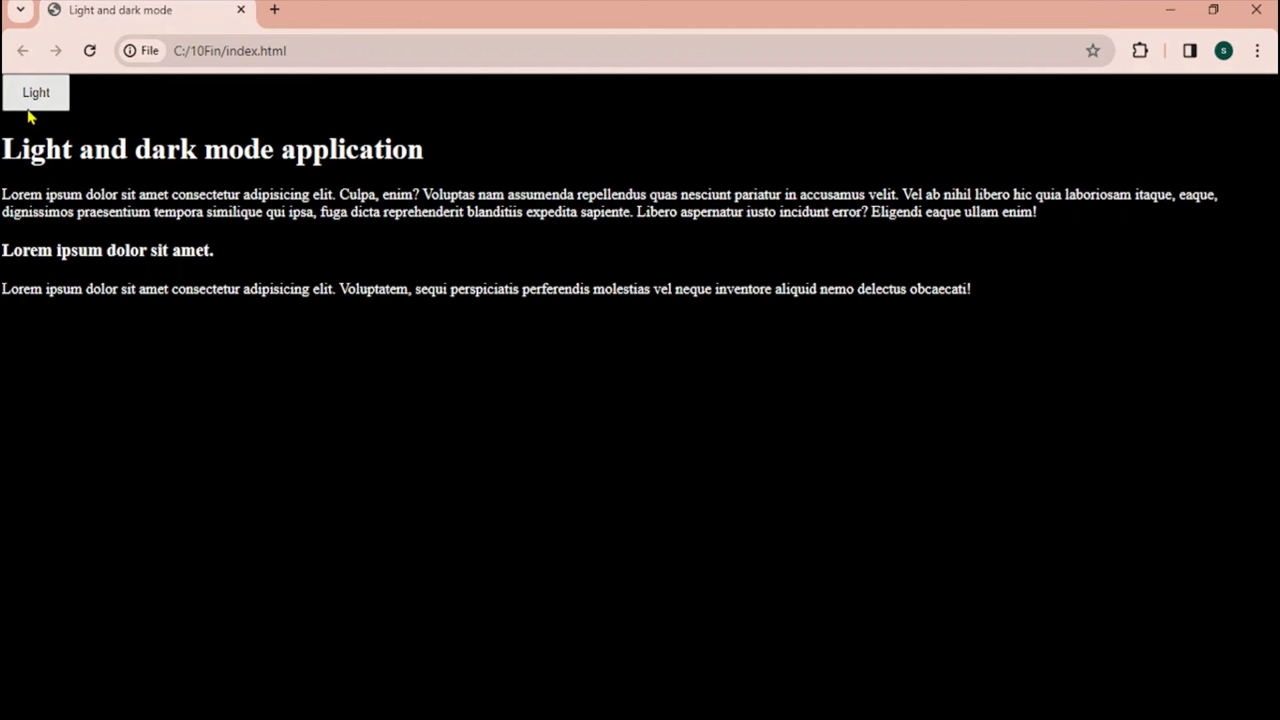 Light and dark mode
File C:/10Fin/index.html
S
Light
Light and dark mode application
Lorem ipsum dolor sit amet consectetur adipisicing elit. Culpa, enim? Voluptas nam assumenda repellendus quas nesciunt pariatur in accusamus velit. Vel ab nihil libero hic quia laboriosam itaque, eaque,
dignissimos praesentium tempora similique qui ipsa, fuga dicta reprehenderit blanditiis expedita sapiente. Libero aspernatur iusto incidunt error? Eligendi eaque ullam enim!
Lorem ipsum dolor sit amet.
Lorem ipsum dolor sit amet consectetur adipisicing elit. Voluptatem, sequi perspiciatis perferendis molestias vel neque inventore aliquid nemo delectus obcaecati!